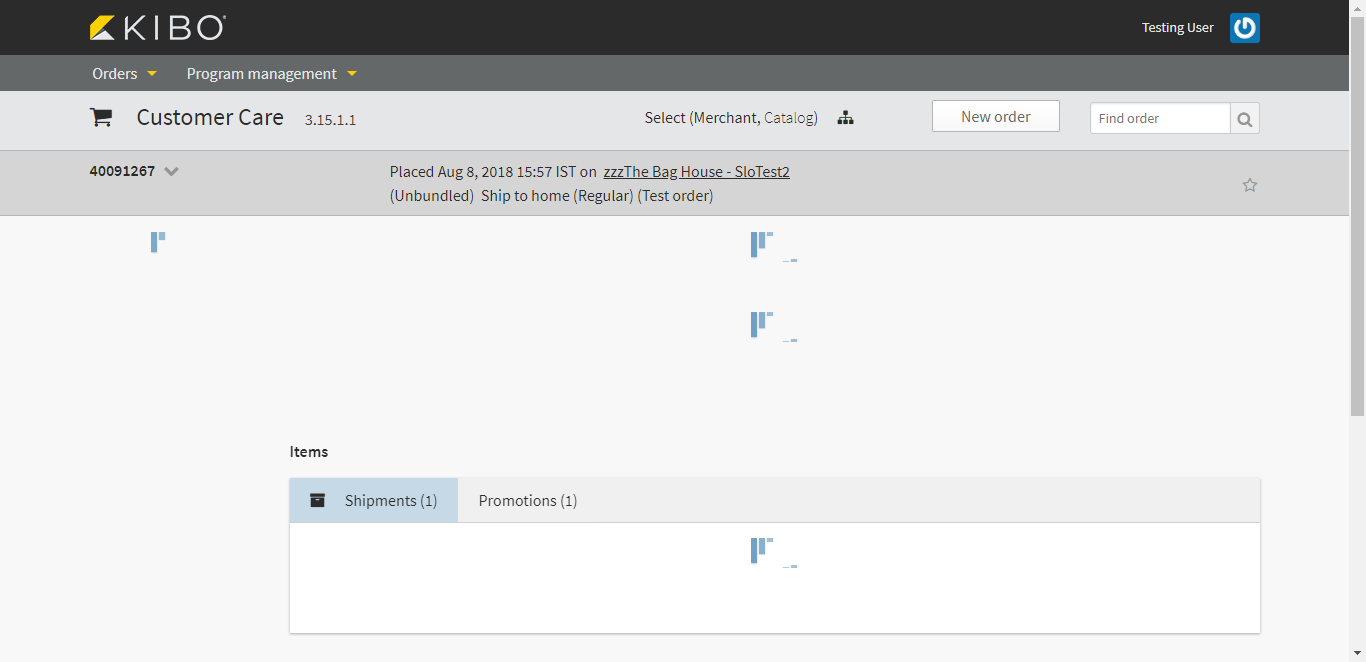 KIBO
Testing User
Orders Program management
Customer Care 3.15.1.1 Select (Merchant, Catalog) New order Find order
40091267 Placed Aug 8, 2018 15:57 IST on zzzThe Bag House - SloTest2
(Unbundled) Ship to home (Regular) (Test order)
Items
Shipments (1) Promotions (1)